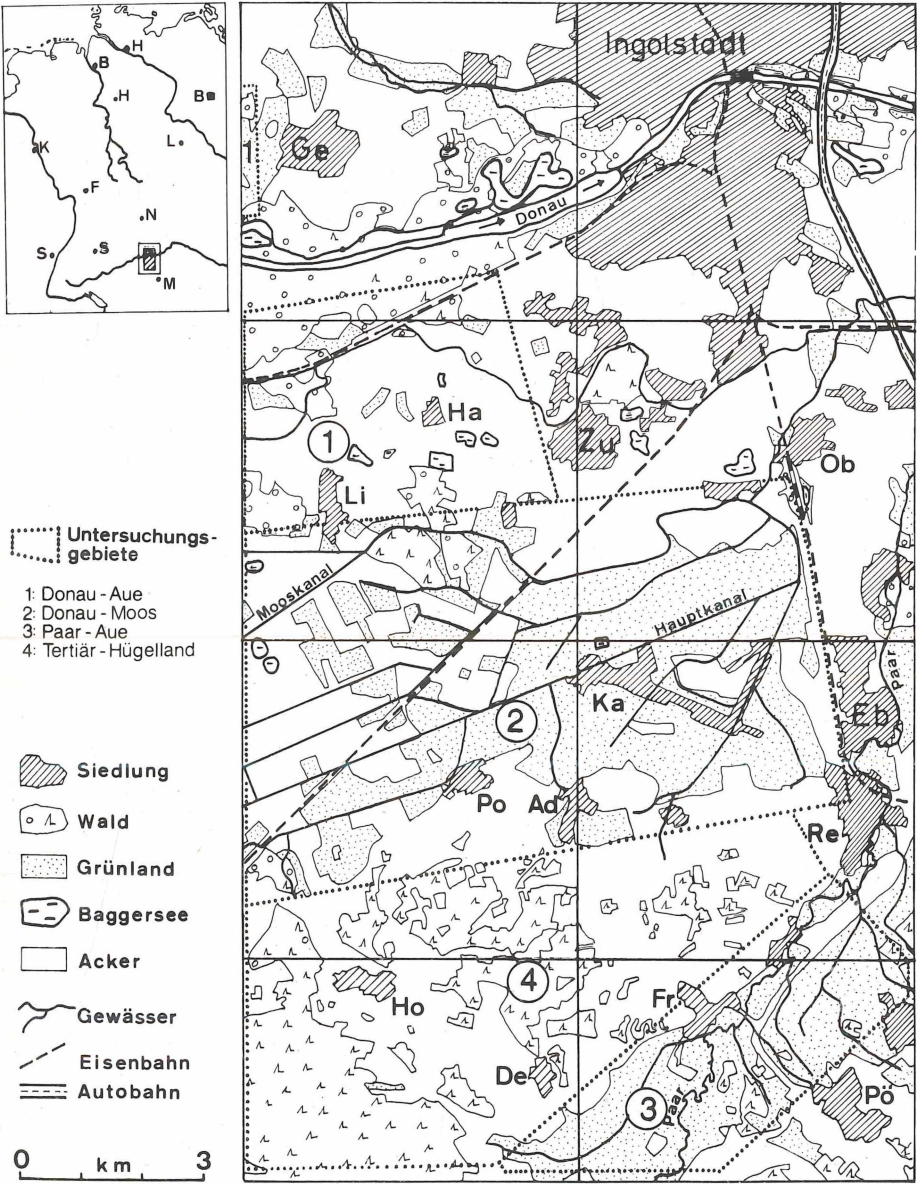 H
B
H
B
K
L
F
N
S
S
M
Untersuchungs-
gebiete
1: Donau-Aue
2: Donau-Moos
3: Paar-Aue
4: Tertiär-Hügelland
Siedlung
Wald
Grünland
Baggersee
Acker
Gewässer
Eisenbahn
Autobahn
0 km 3
Ingolstadt
1
Ge
Donau
Ha
1
Zu
Ob
Li
Mooskanal
Hauptkanal
Paar
Ka
Eb
2
Po
Ad
Re
4
Ho
Fr
De
3
Paar
Pö